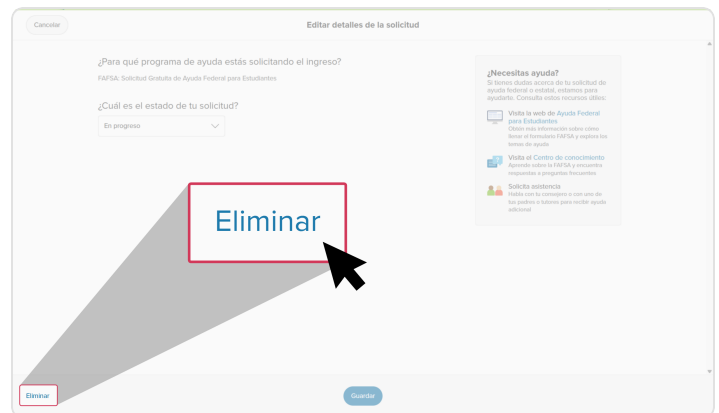 Cancelar
Editar detalles de la solicitud
¿Para qué programa de ayuda estás solicitando el ingreso?
FAFSA: Solicitud Gratuita de Ayuda Federal para Estudiantes
¿Cuál es el estado de tu solicitud?
En progreso
¿Necesitas ayuda?
Si tienes dudas acerca de tu solicitud de
ayuda federal o estatal, estamos para
ayudarte. Consulta estos recursos útiles:
Visita la web de Ayuda Federal
para Estudiantes
Obtén más información sobre cómo
llenar el formulario FAFSA y explora los
temas de ayuda
Visita el Centro de conocimiento
Aprende sobre la FAFSA y encuentra
respuestas a preguntas frecuentes
Solicita asistencia
Habla con tu consejero o con uno de
tus padres o tutores para recibir ayuda
adicional
Eliminar
Eliminar
Guardar